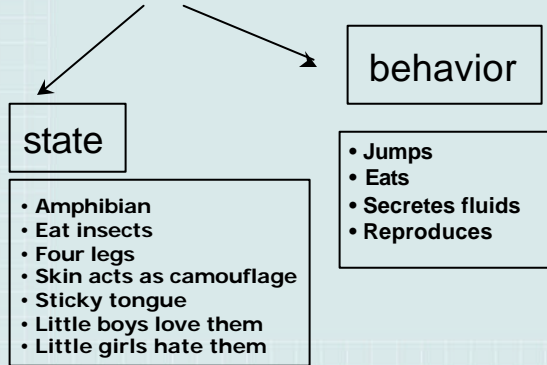 behavior
state
• Jumps
• Eats
• Secretes fluids
• Reproduces
• Amphibian
• Eat insects
• Four legs
• Skin acts as camouflage
• Sticky tongue
• Little boys love them
• Little girls hate them